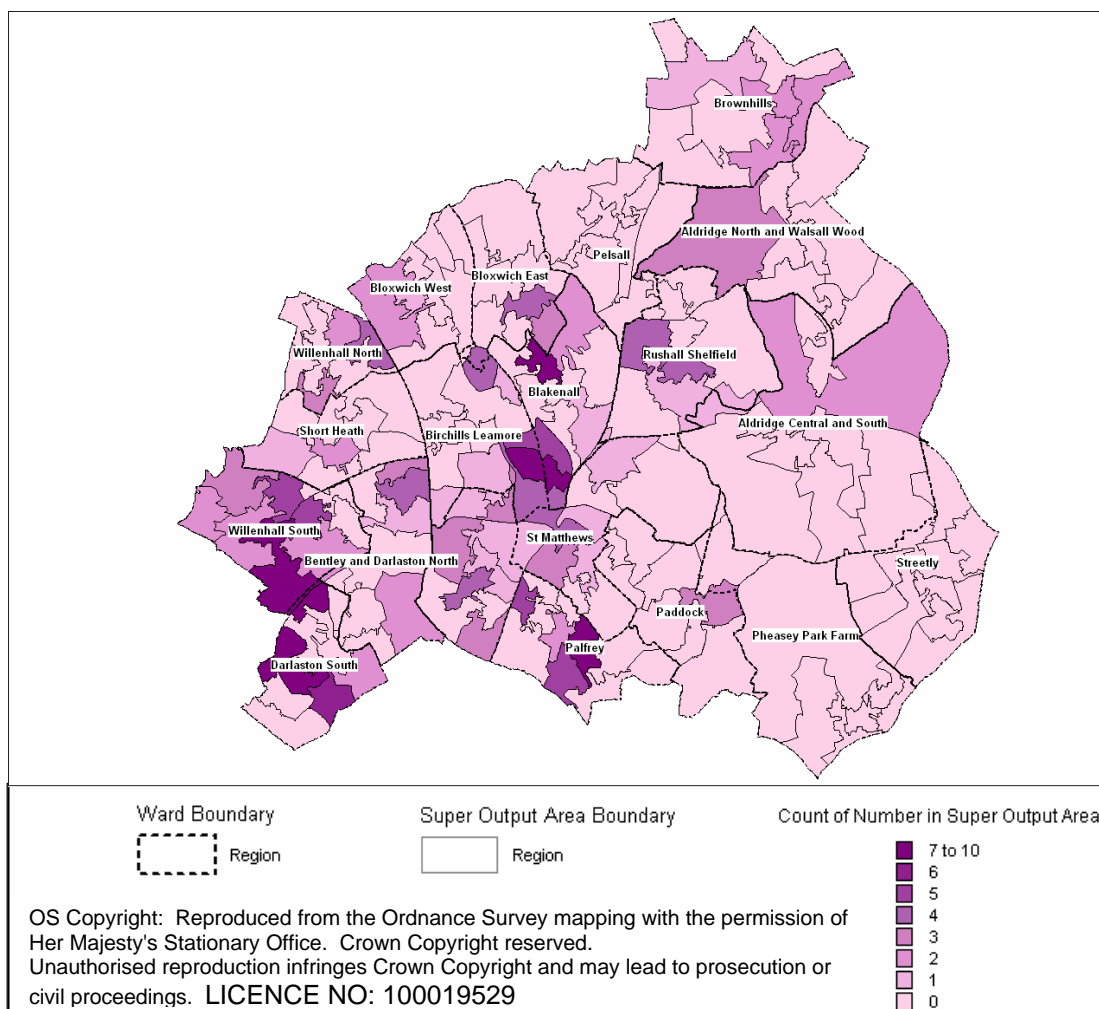 Brownhills
Aldridge North and Walsall Wood
Pelsall
Bloxwich East
Bloxwich West
Willenhall North
Rushall Shelfield
Blakenall
Aldridge Central and South
Short Heath
Birchills Leamore
Willenhall South
St Matthews
Bentley and Darlaston North
Streetly
Paddock
Pheasey Park Farm
Palfrey
Darlaston South
Ward Boundary
Region
Super Output Area Boundary
Region
Count of Number in Super Output Area
7 to 10
6
5
4
3
2
1
0
OS Copyright: Reproduced from the Ordnance Survey mapping with the permission of
Her Majesty's Stationary Office. Crown Copyright reserved.
Unauthorised reproduction infringes Crown Copyright and may lead to prosecution or
civil proceedings. LICENCE NO: 100019529